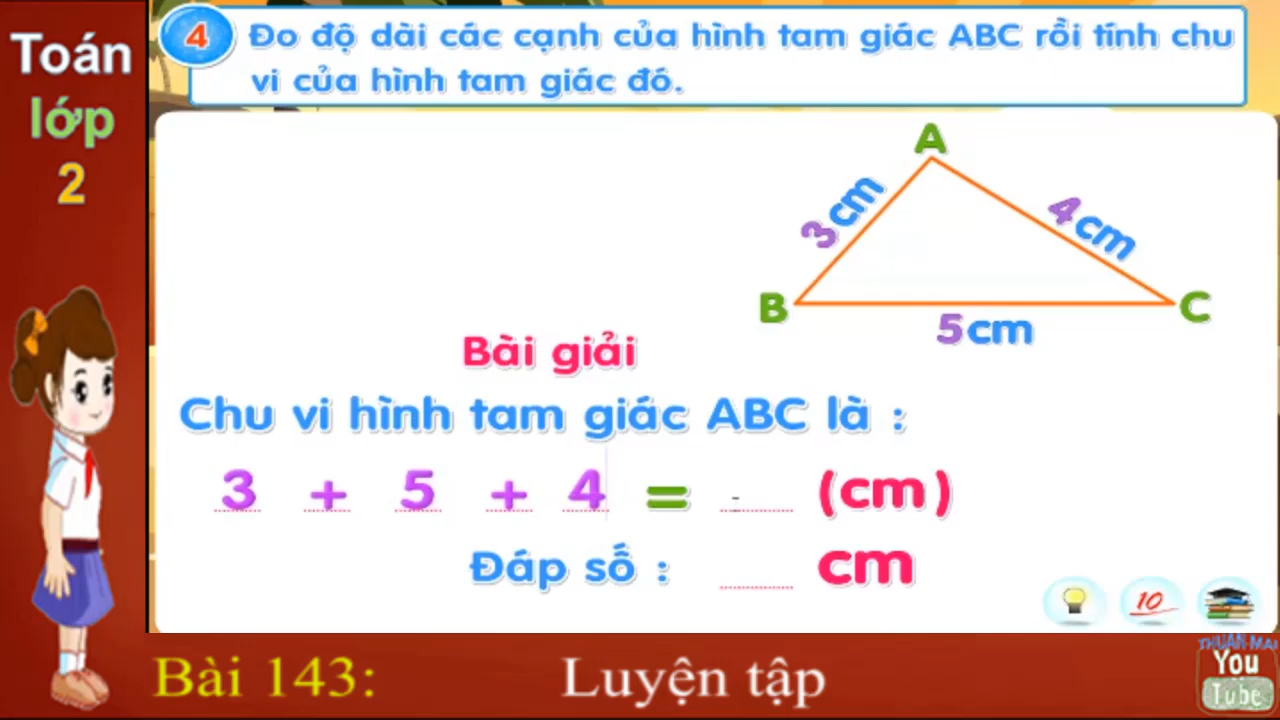 Toán
lớp
2
4
Đo độ dài các cạnh của hình tam giác ABC rồi tính chu
vi của hình tam giác đó.
A
3cm
4cm
B
C
5cm
Bài giải
Chu vi hình tam giác ABC là :
3 + 5 + 4 = (cm)
Đáp số : cm
10
Bài 143: Luyện tập
THUAN MAI
You
Tube